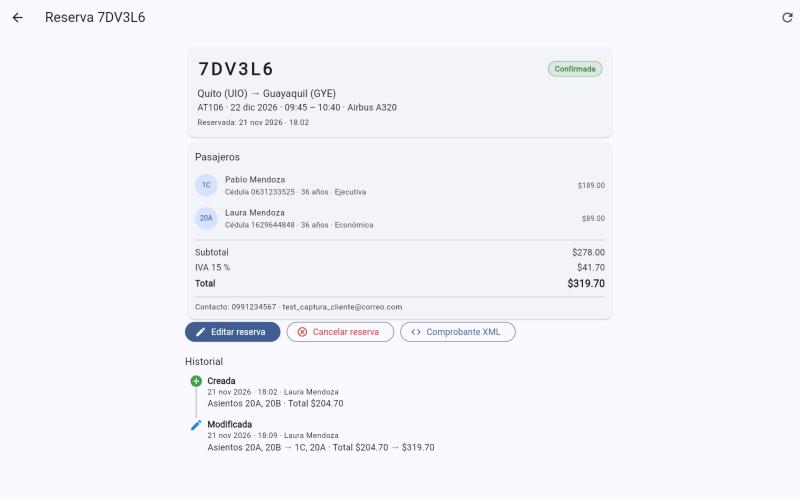 Reserva 7DV3L6
7DV3L6
Confirmada
Quito (UIO) → Guayaquil (GYE)
AT106 · 22 dic 2026 · 09:45 – 10:40 · Airbus A320
Reservada: 21 nov 2026 · 18:02
Pasajeros
1C
Pablo Mendoza
Cédula 0631233525 · 36 años · Ejecutiva
$189.00
20A
Laura Mendoza
Cédula 1629644848 · 36 años · Económica
$89.00
Subtotal $278.00
IVA 15 % $41.70
Total $319.70
Contacto: 0991234567 · test_captura_cliente@correo.com
Editar reserva
Cancelar reserva
Comprobante XML
Historial
Creada
21 nov 2026 · 18:02 · Laura Mendoza
Asientos 20A, 20B · Total $204.70
Modificada
21 nov 2026 · 18:09 · Laura Mendoza
Asientos 20A, 20B → 1C, 20A · Total $204.70 → $319.70